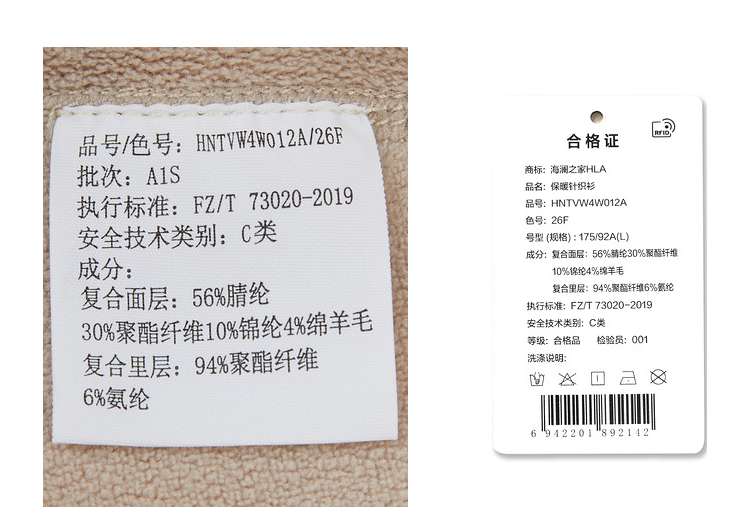 品号/色号: HNTVW4W012A/26F
批次: A1S
执行标准: FZ/T 73020-2019
安全技术类别: C类
成分:
复合面层: 56%腈纶
30%聚酯纤维10%锦纶4%绵羊毛
复合里层: 94%聚酯纤维
6%氨纶
RFID
合格证
商标: 海澜之家HLA
品名: 保暖针织衫
品号: HNTVW4W012A
色号: 26F
号型(规格): 175/92A(L)
成分: 复合面层: 56%腈纶30%聚酯纤维
10%锦纶4%绵羊毛
复合里层: 94%聚酯纤维6%氨纶
执行标准: FZ/T 73020-2019
安全技术类别: C类
等级: 合格品 检验员: 001
洗涤说明:
6 942201 892142